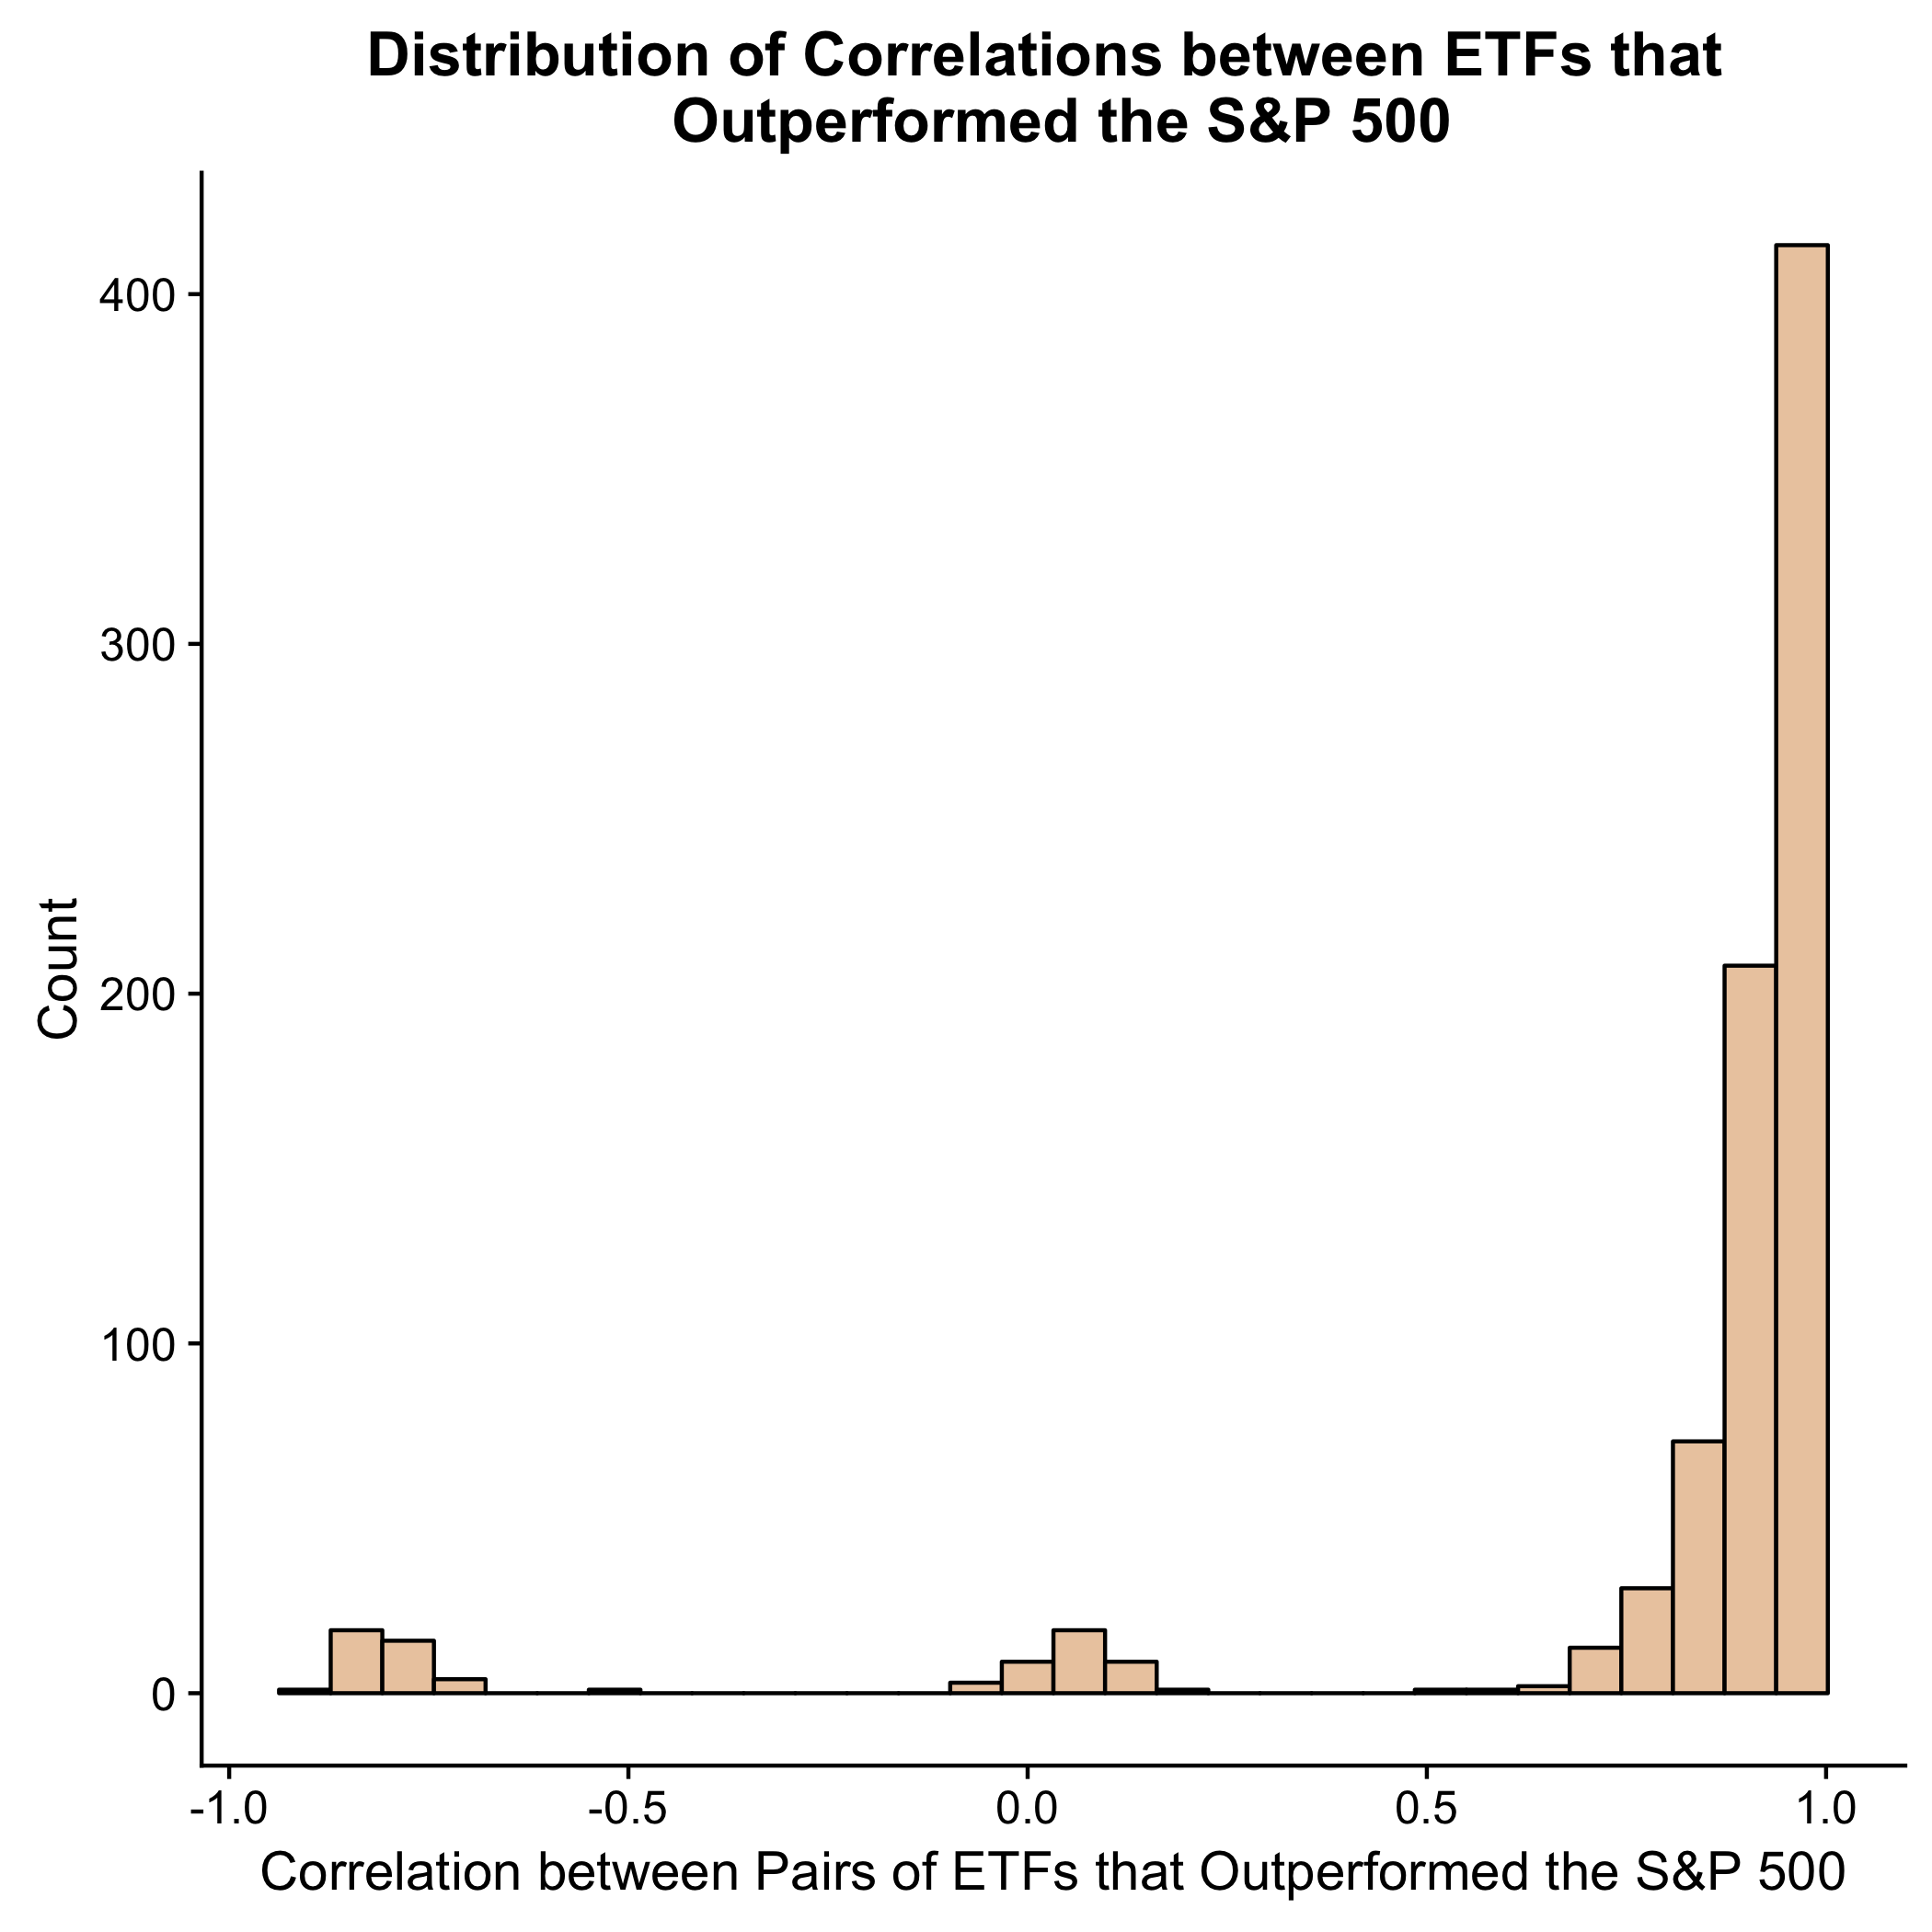 Distribution of Correlations between ETFs that
Outperformed the S&P 500
400
300
200
100
0
Count
-1.0
-0.5
0.0
0.5
1.0
Correlation between Pairs of ETFs that Outperformed the S&P 500